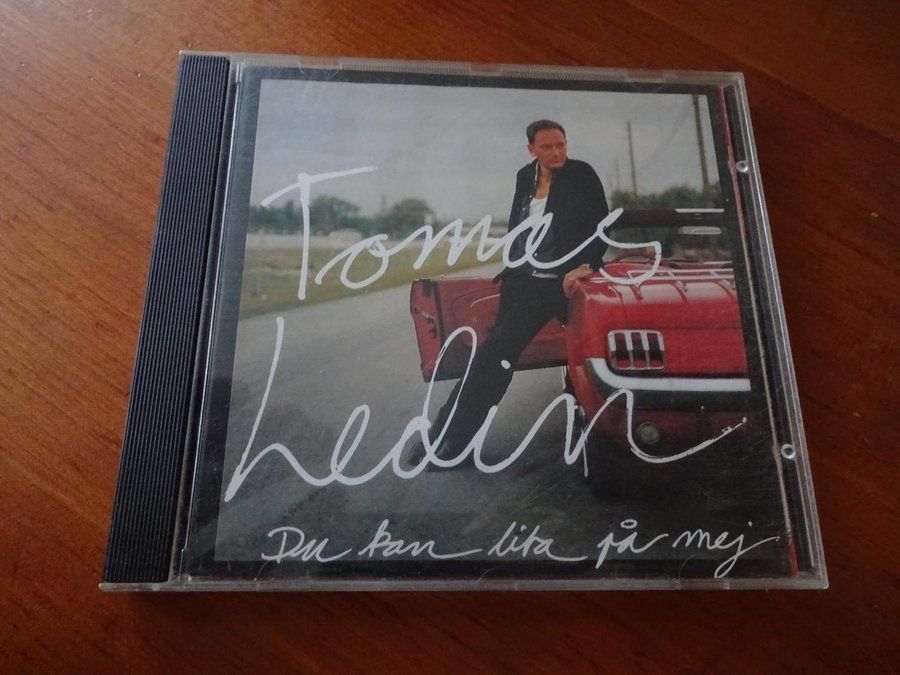 Tomas
Ledin
Du kan lita på mej